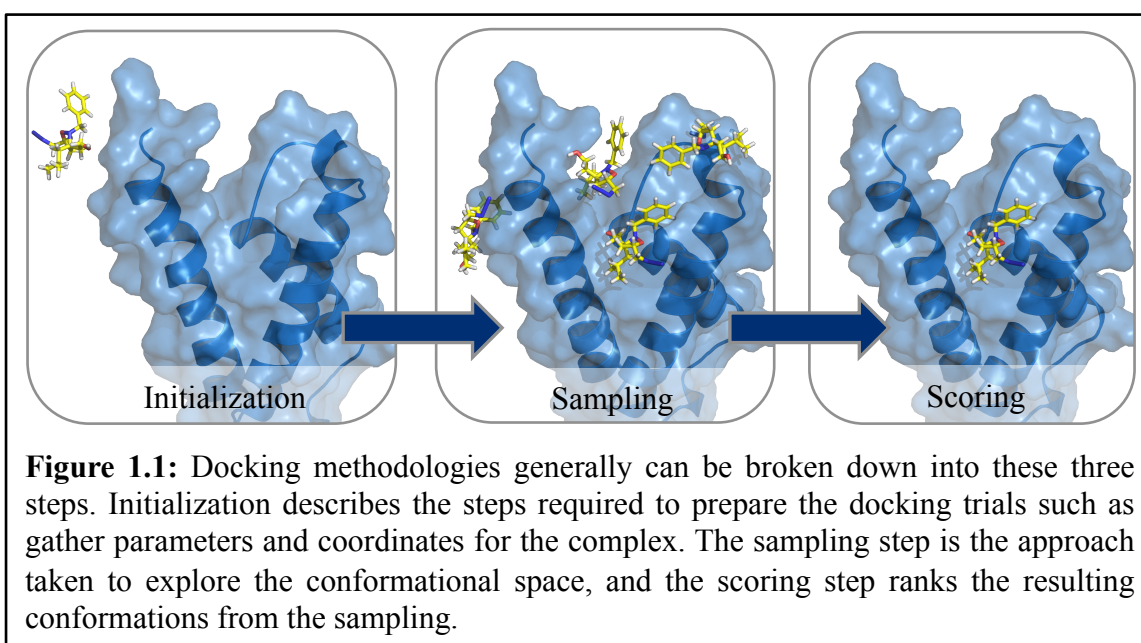 Initialization
Sampling
Scoring
Figure 1.1: Docking methodologies generally can be broken down into these three
steps. Initialization describes the steps required to prepare the docking trials such as
gather parameters and coordinates for the complex. The sampling step is the approach
taken to explore the conformational space, and the scoring step ranks the resulting
conformations from the sampling.